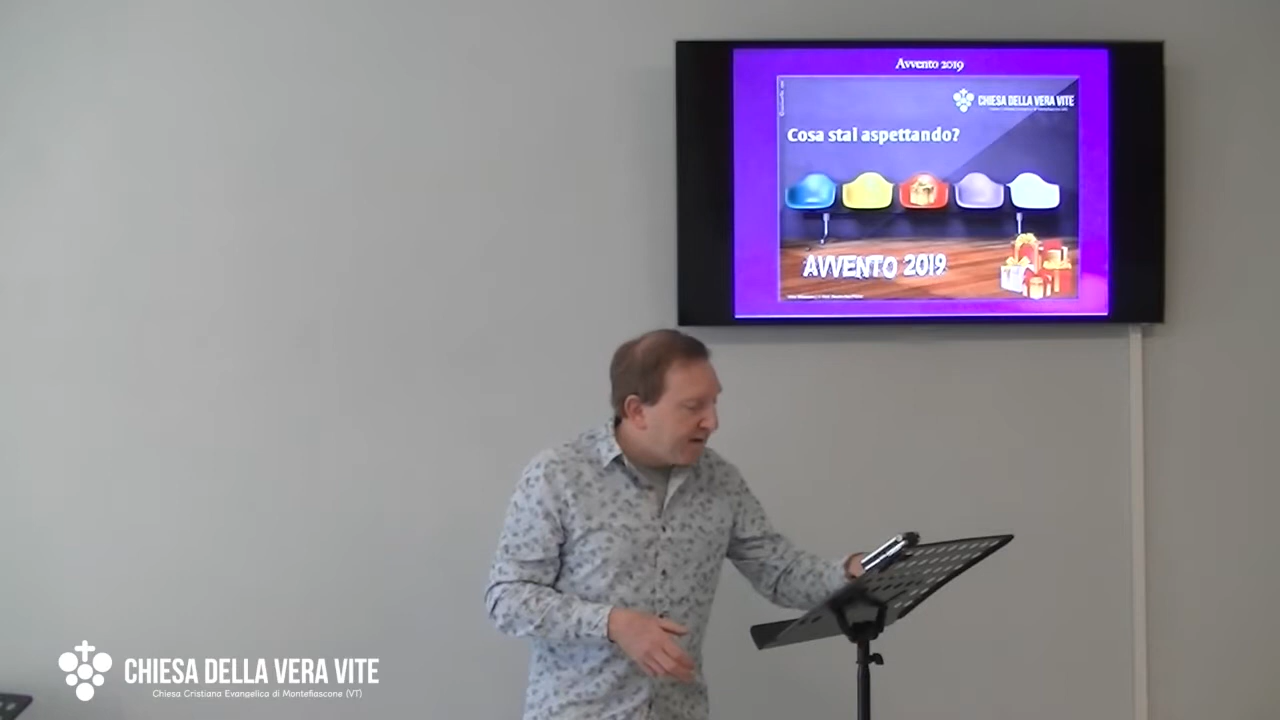 Avvento 2019
CHIESA DELLA VERA VITE
Cosa stai aspettando?
AVVENTO 2019
CHIESA DELLA VERA VITE
Chiesa Cristiana Evangelica di Montefiascone (VT)